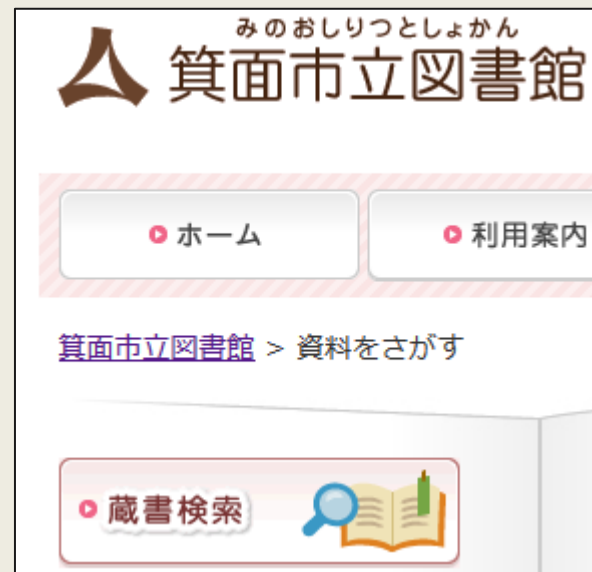 みのおしりつとしょかん
箕面市立図書館
ホーム
利用案内
箕面市立図書館 > 資料をさがす
蔵書検索